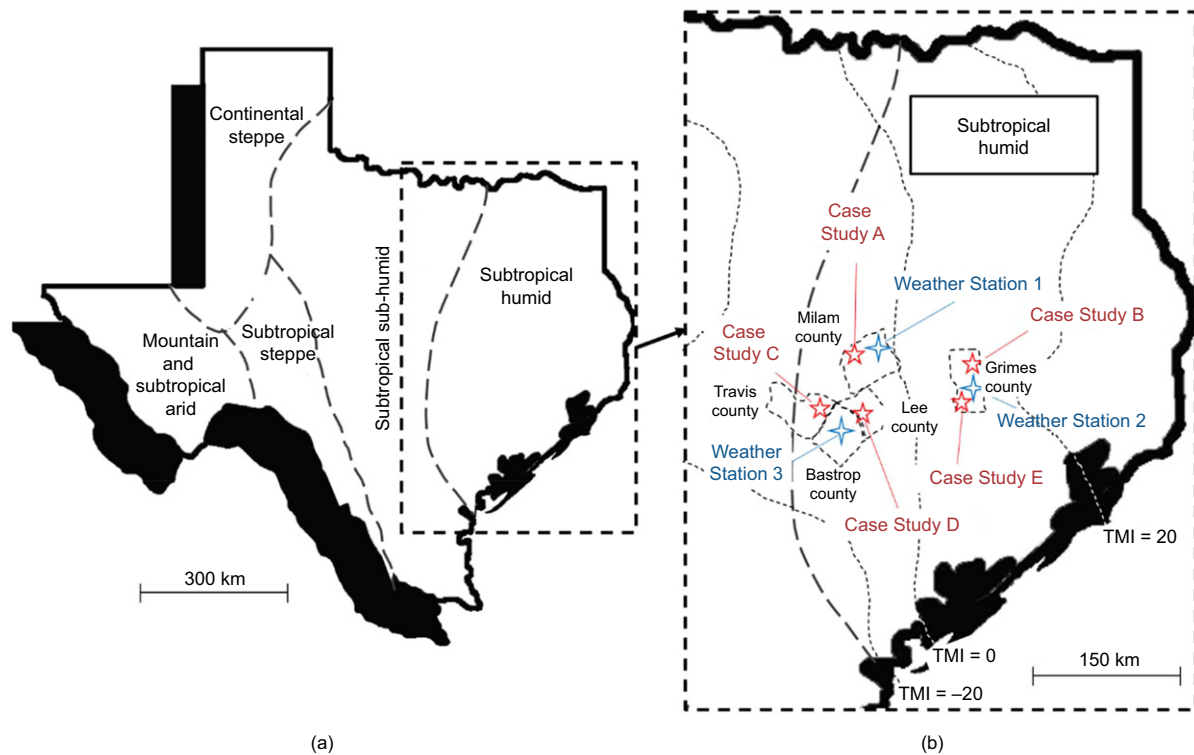 Continental
steppe
Subtropical sub-humid
Subtropical
humid
Mountain
and
subtropical
arid
Subtropical
steppe
300 km
(a)
Subtropical
humid
Case
Study A
Weather Station 1
Case Study B
Milam
county
Case
Study C
Grimes
county
Travis
county
Lee
county
Weather Station 2
Weather
Station 3
Bastrop
county
Case Study E
Case Study D
TMI = 20
TMI = 0
TMI = –20
150 km
(b)